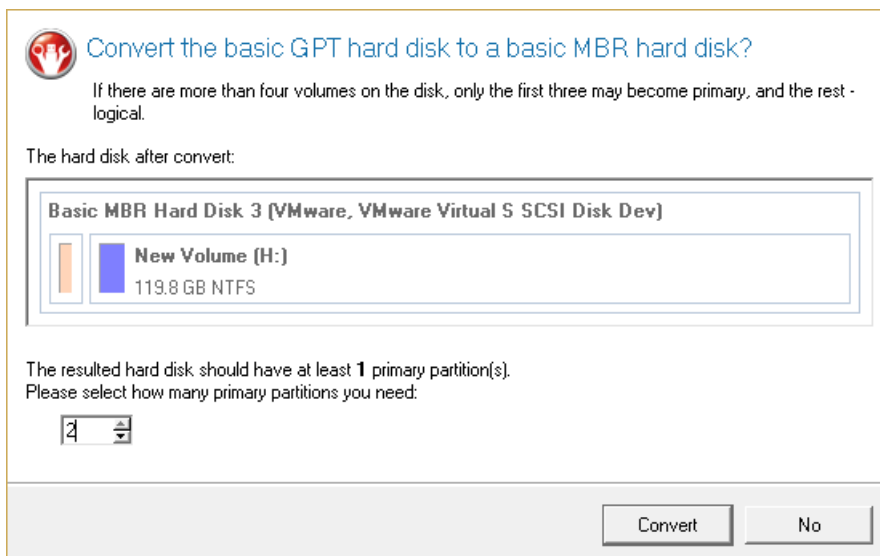 Convert the basic GPT hard disk to a basic MBR hard disk?
If there are more than four volumes on the disk, only the first three may become primary, and the rest -
logical.
The hard disk after convert:
Basic MBR Hard Disk 3 (VMware, VMware Virtual S SCSI Disk Dev)
New Volume (H:)
119.8 GB NTFS
The resulted hard disk should have at least 1 primary partition(s).
Please select how many primary partitions you need:
2
Convert No